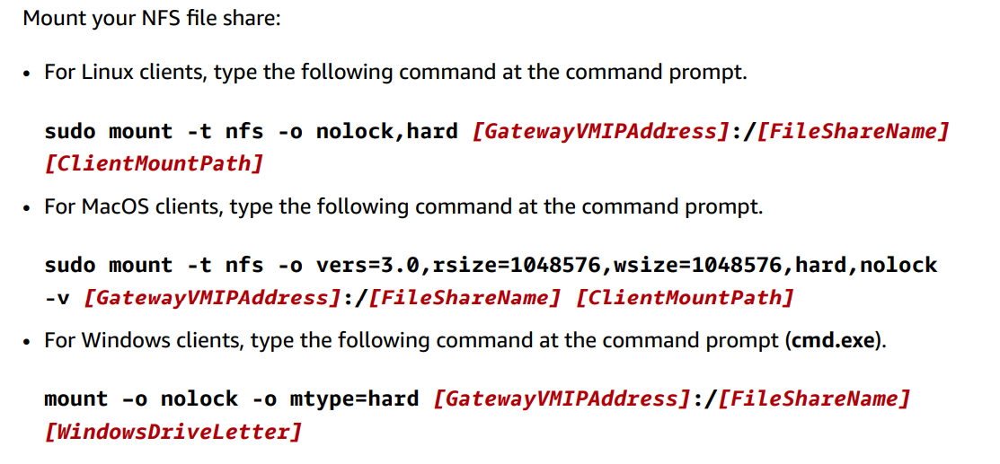 Mount your NFS file share:
• For Linux clients, type the following command at the command prompt.
sudo mount -t nfs -o nolock,hard [GatewayVMIPAddress]:/[FileShareName]
[ClientMountPath]
• For MacOS clients, type the following command at the command prompt.
sudo mount -t nfs -o vers=3.0,rsize=1048576,wsize=1048576,hard,nolock
-v [GatewayVMIPAddress]:/[FileShareName] [ClientMountPath]
• For Windows clients, type the following command at the command prompt (cmd.exe).
mount –o nolock -o mtype=hard [GatewayVMIPAddress]:/[FileShareName]
[WindowsDriveLetter]